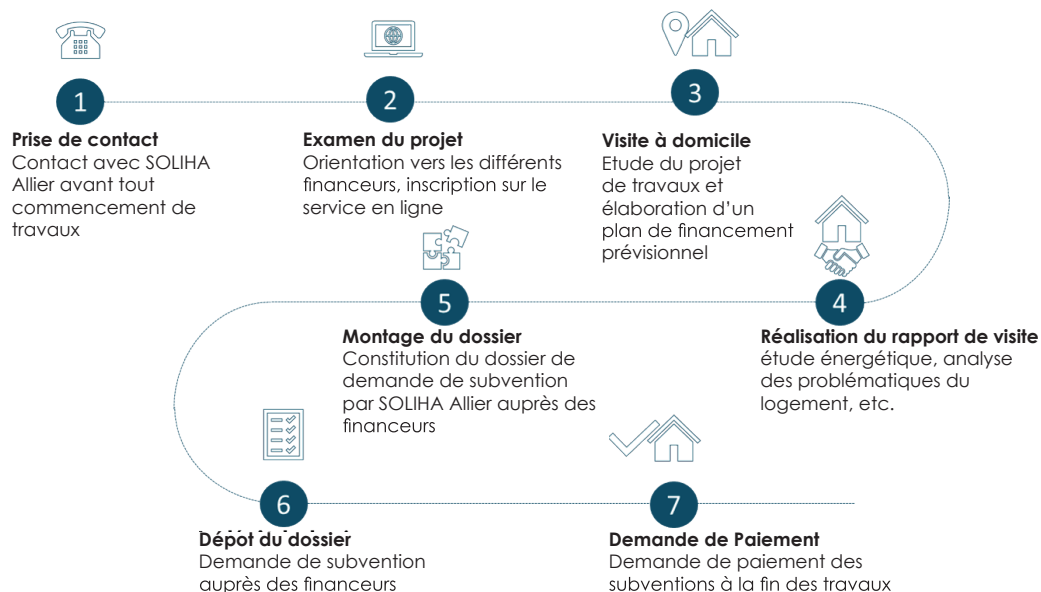 1
Prise de contact
Contact avec SOLIHA
Allier avant tout
commencement de
travaux
2
Examen du projet
Orientation vers les différents
financeurs, inscription sur le
service en ligne
3
Visite à domicile
Etude du projet
de travaux et
élaboration d’un
plan de financement
prévisionnel
4
Réalisation du rapport de visite
étude énergétique, analyse
des problématiques du
logement, etc.
5
Montage du dossier
Constitution du dossier de
demande de subvention
par SOLIHA Allier auprès des
financeurs
6
Dépôt du dossier
Demande de subvention
auprès des financeurs
7
Demande de Paiement
Demande de paiement des
subventions à la fin des travaux